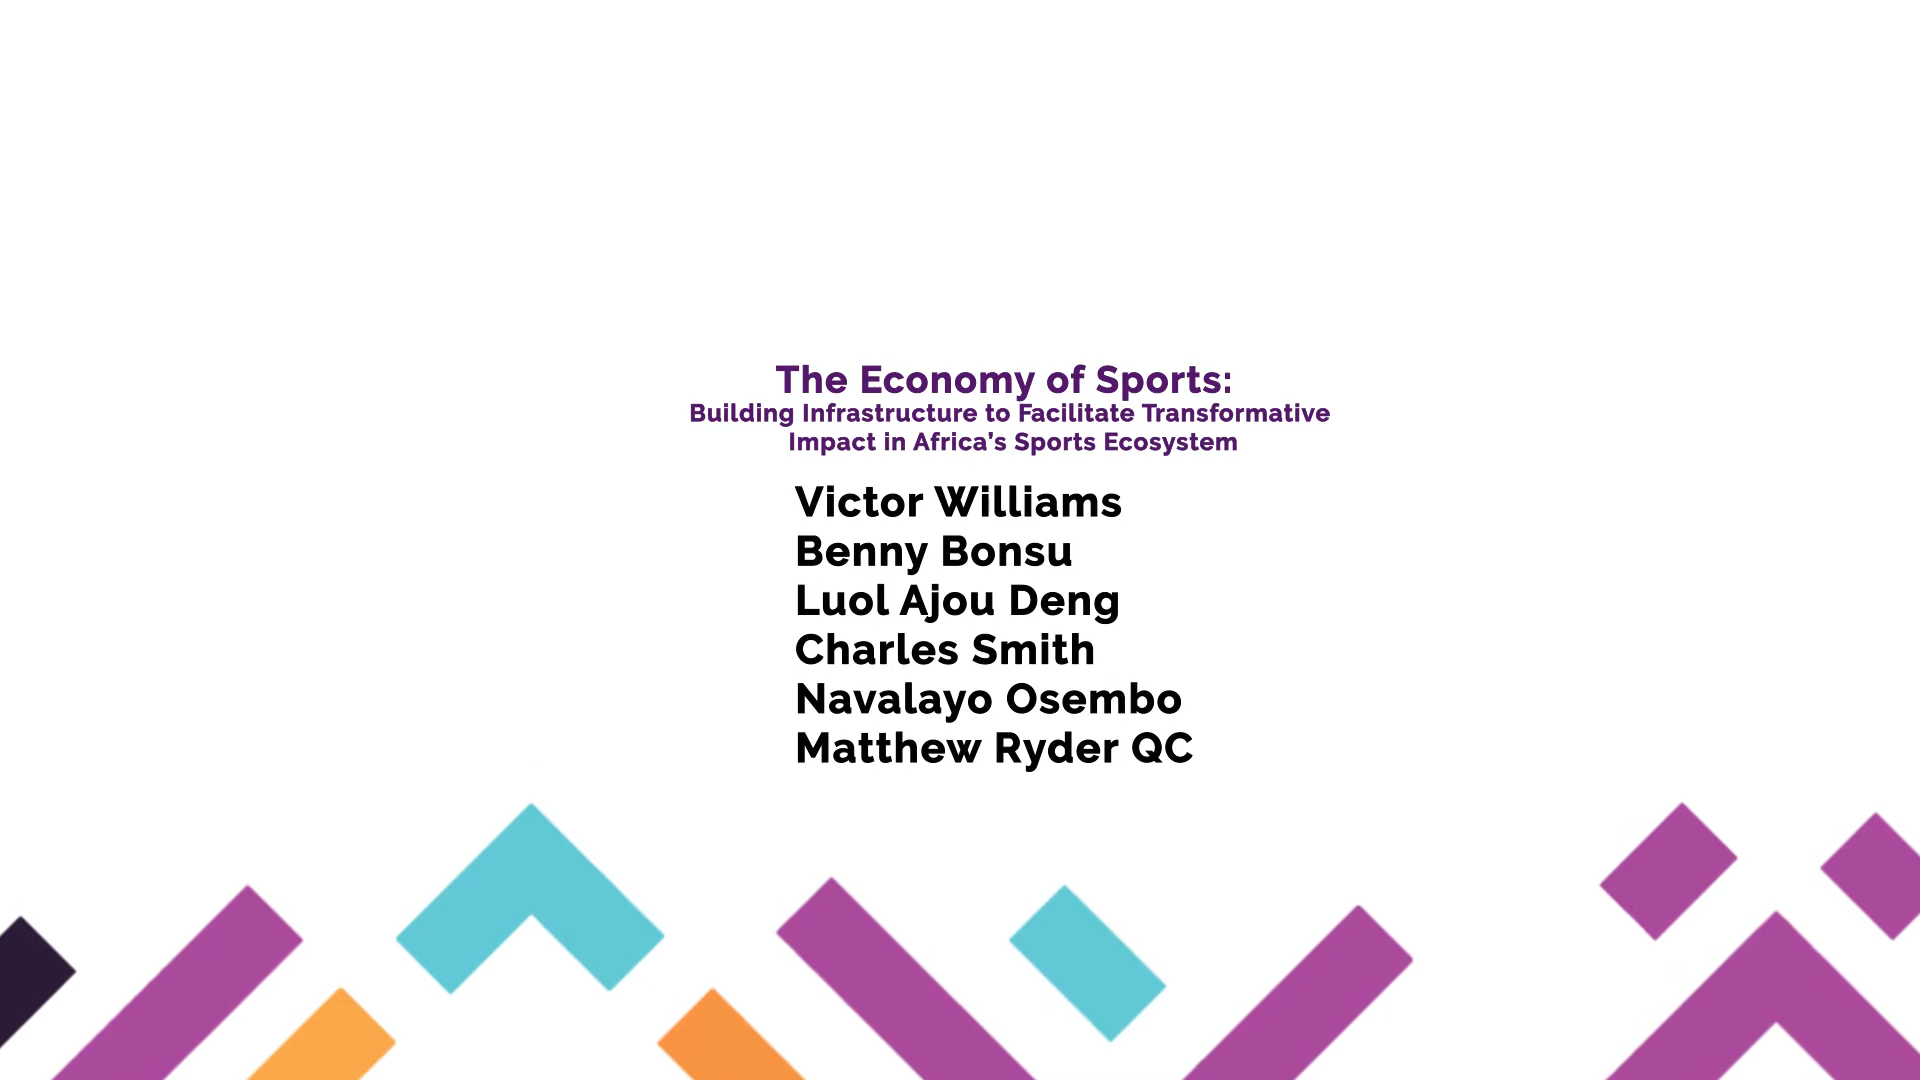 The Economy of Sports:
Building Infrastructure to Facilitate Transformative
Impact in Africa's Sports Ecosystem
Victor Williams
Benny Bonsu
Luol Ajou Deng
Charles Smith
Navalayo Osembo
Matthew Ryder QC